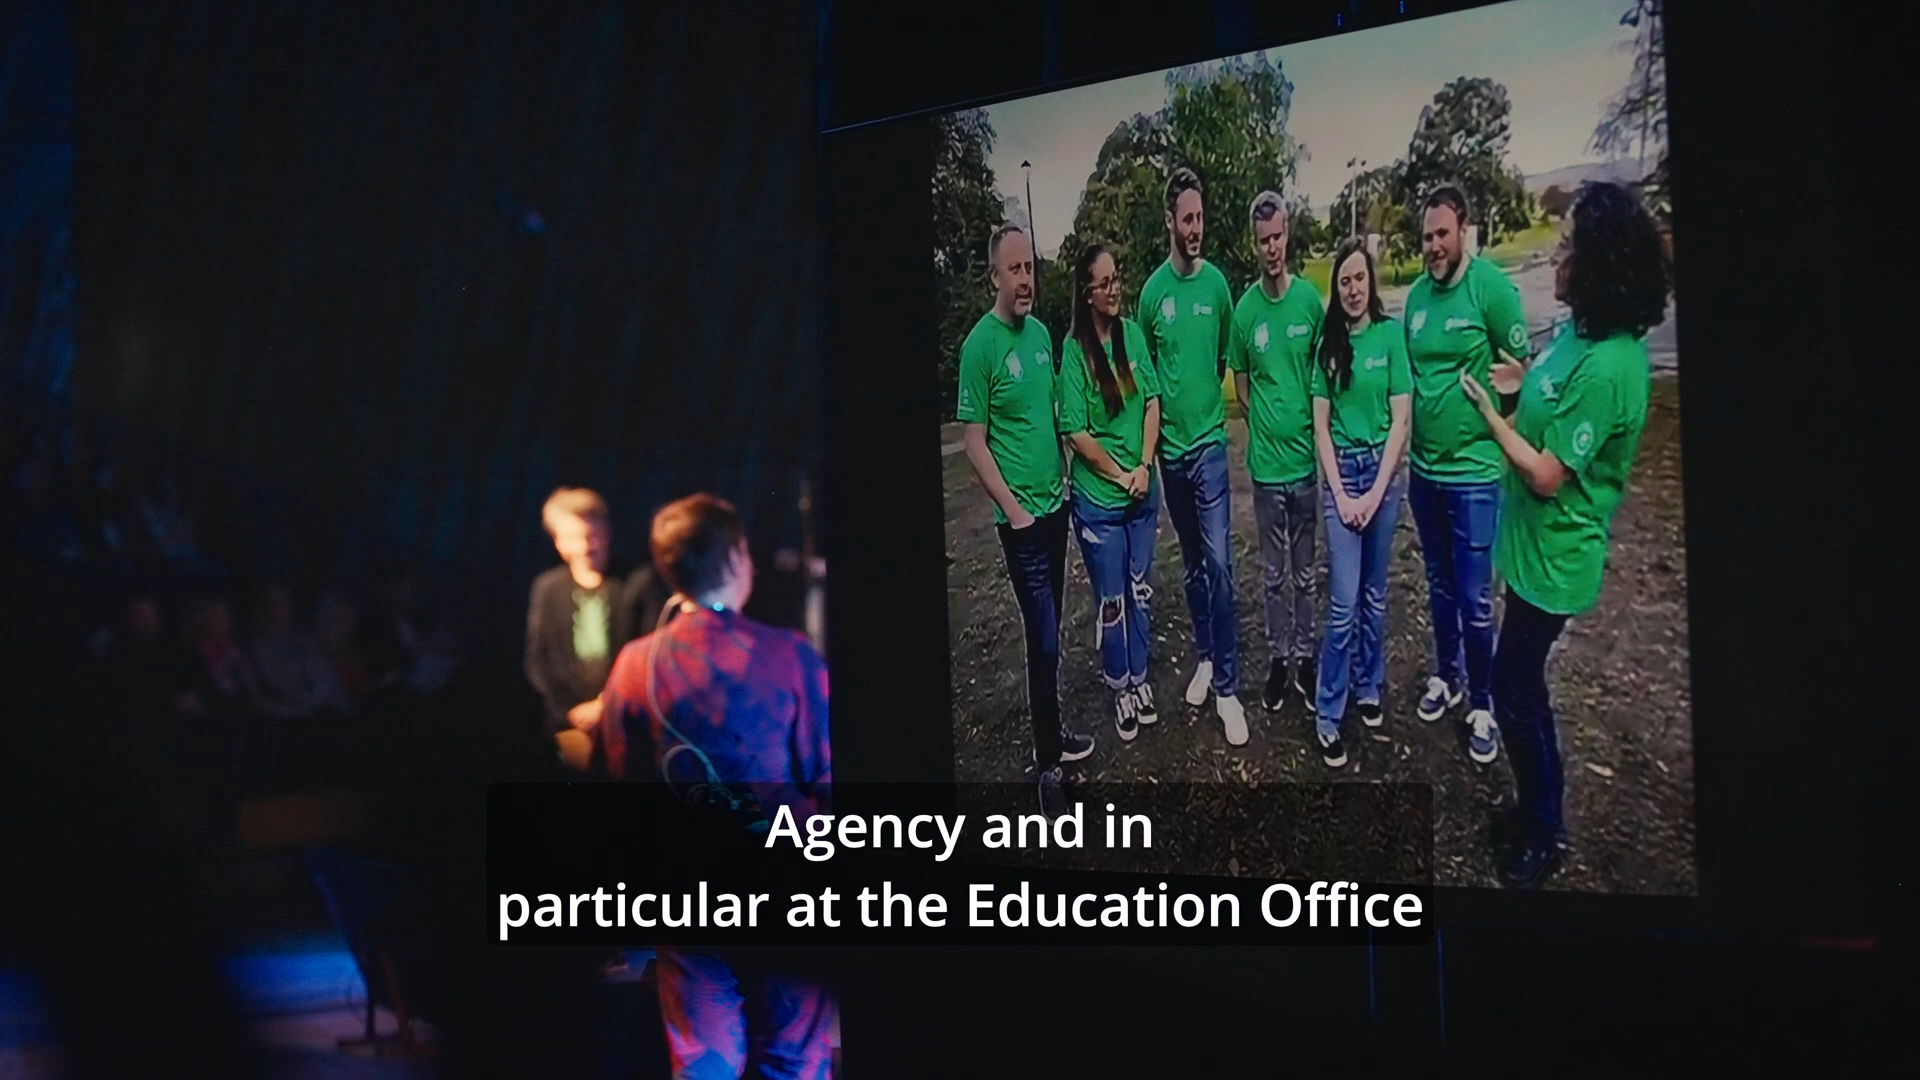 Agency and in
particular at the Education Office